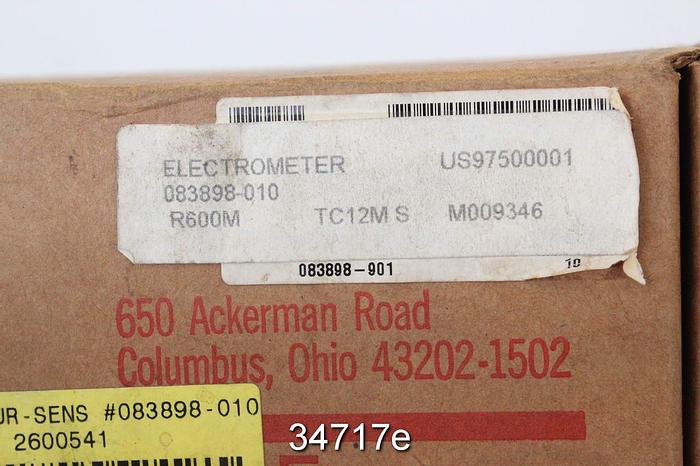 ELECTROMETER US97500001
083898-010
R600M TC12M S M009346
083898-901 10
650 Ackerman Road
Columbus, Ohio 43202-1502
UR-SENS #083898-010
2600541
34717e